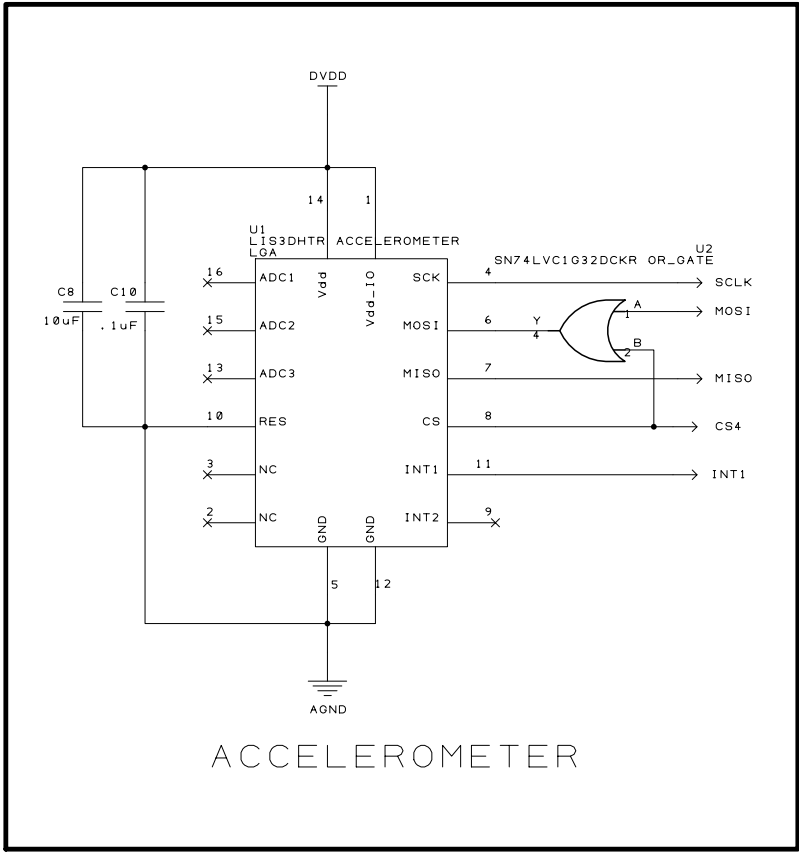 DVDD
14 1
U1
LIS3DHTR ACCELEROMETER
LGA
U2
SN74LVC1G32DCKR OR_GATE
16 ADC1 Vdd Vdd_IO SCK 4 SCLK
C8 C10
10uF .1uF
A 1 MOSI
15 ADC2 MOSI 6 Y 4
B 2
13 ADC3 MISO 7 MISO
10 RES CS 8 CS4
3 NC INT1 11 INT1
2 NC GND GND INT2 9
5 12
AGND
ACCELEROMETER